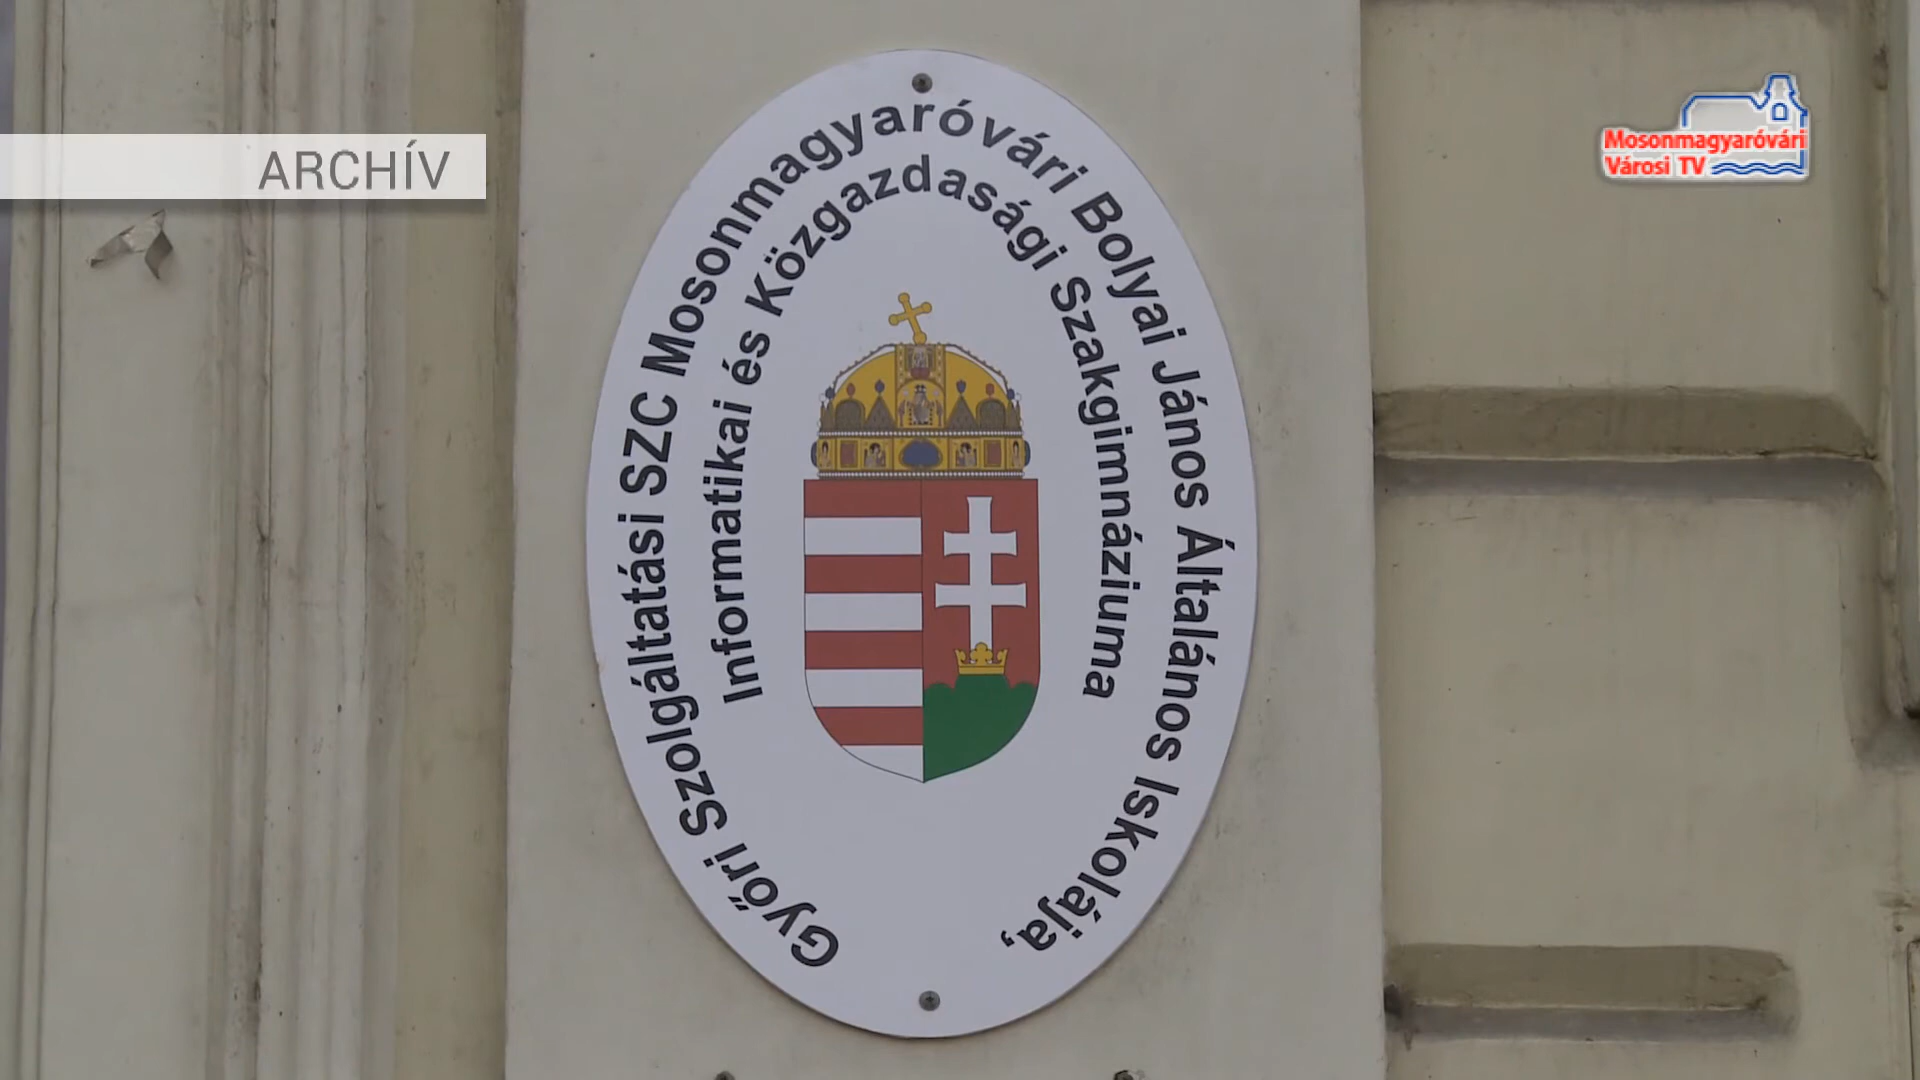 ARCHÍV
Mosonmagyaróvári
Városi TV
Győri Szolgáltatási SZC Mosonmagyaróvári Bolyai János Általános Iskolája,
Informatikai és Közgazdasági Szakgimnáziuma